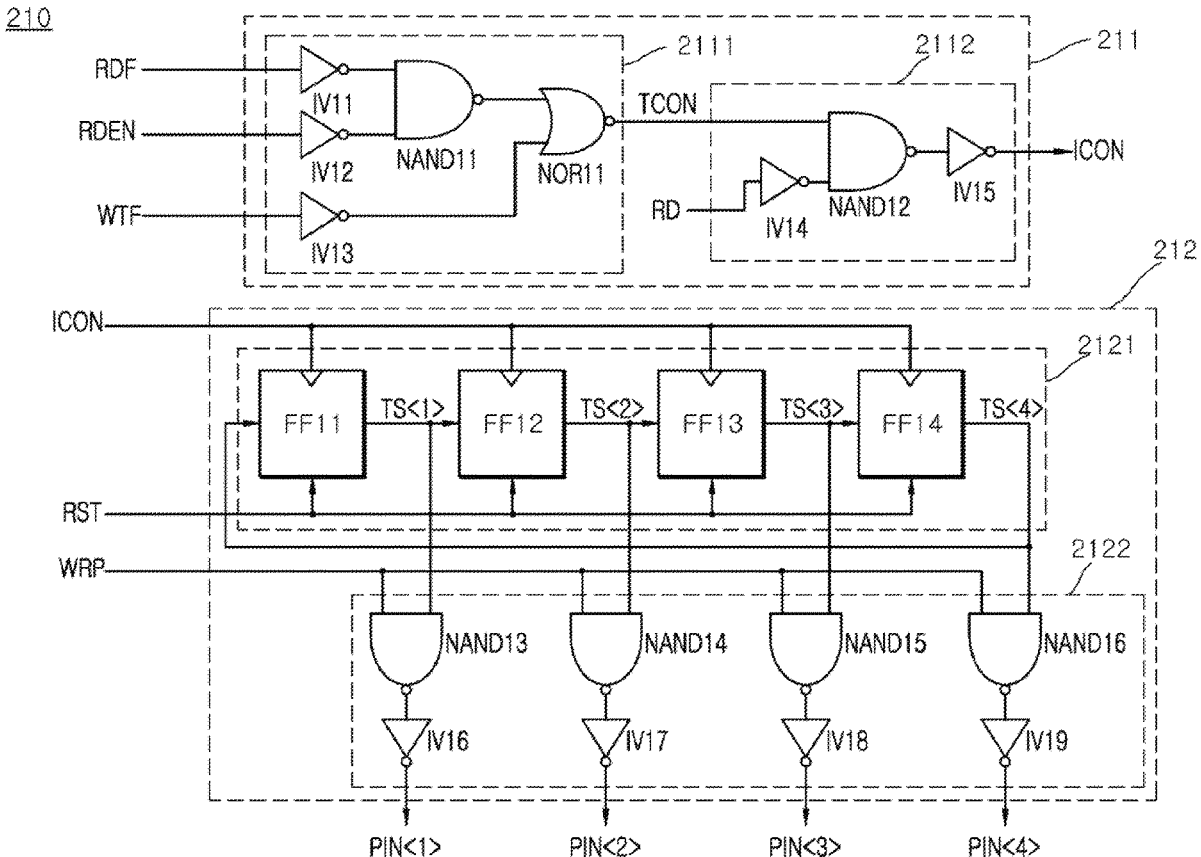 210
2111
2112
211
RDF
IV11
RDEN
IV12
NAND11
WTF
IV13
NOR11
TCON
RD
IV14
NAND12
IV15
ICON
212
ICON
2121
FF11
TS<1>
FF12
TS<2>
FF13
TS<3>
FF14
TS<4>
RST
WRP
2122
NAND13
NAND14
NAND15
NAND16
IV16
IV17
IV18
IV19
PIN<1>
PIN<2>
PIN<3>
PIN<4>